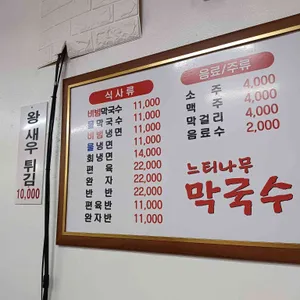 왕새우튀김
10,000
식사류
비빔막국수 11,000
물막국수 11,000
비빔냉면 11,000
물냉면 11,000
회냉면 14,000
편육 22,000
완자 22,000
반반 22,000
편육반 11,000
완자반 11,000
음료/주류
소주 4,000
맥주 4,000
막걸리 4,000
음료수 2,000
느티나무
막국수